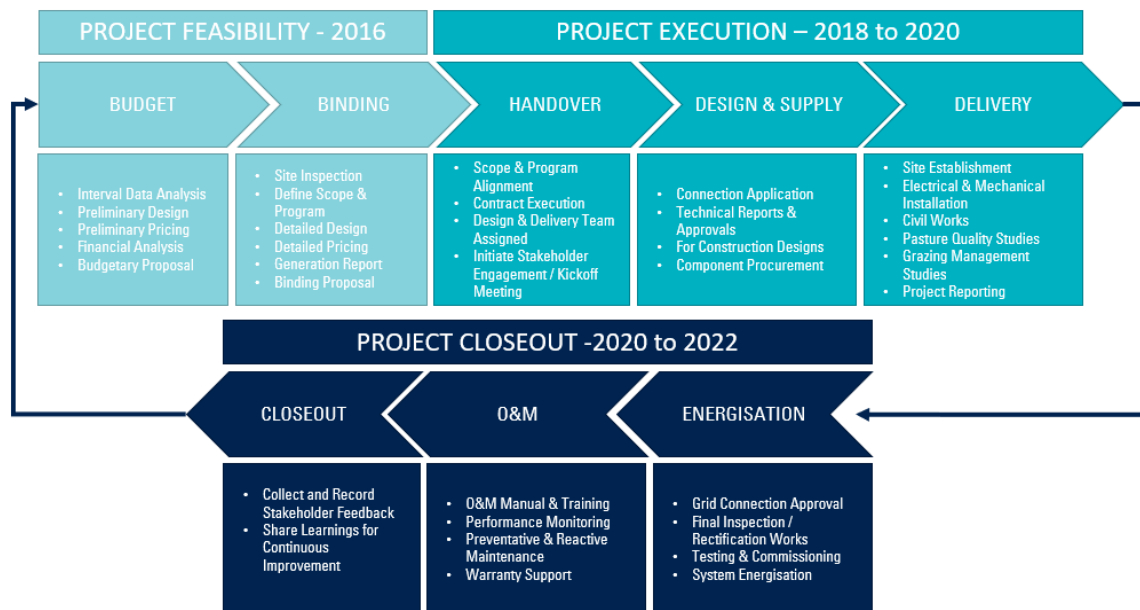 PROJECT FEASIBILITY - 2016
PROJECT EXECUTION – 2018 to 2020
BUDGET
BINDING
HANDOVER
DESIGN & SUPPLY
DELIVERY
• Interval Data Analysis
• Preliminary Design
• Preliminary Pricing
• Financial Analysis
• Budgetary Proposal
• Site Inspection
• Define Scope &
Program
• Detailed Design
• Detailed Pricing
• Generation Report
• Binding Proposal
• Scope & Program
Alignment
• Contract Execution
• Design & Delivery Team
Assigned
• Initiate Stakeholder
Engagement / Kickoff
Meeting
• Connection Application
• Technical Reports &
Approvals
• For Construction Designs
• Component Procurement
• Site Establishment
• Electrical & Mechanical
Installation
• Civil Works
• Pasture Quality Studies
• Grazing Management
Studies
• Project Reporting
PROJECT CLOSEOUT -2020 to 2022
CLOSEOUT
O&M
ENERGISATION
• Collect and Record
Stakeholder Feedback
• Share Learnings for
Continuous
Improvement
• O&M Manual & Training
• Performance Monitoring
• Preventative & Reactive
Maintenance
• Warranty Support
• Grid Connection Approval
• Final Inspection /
Rectification Works
• Testing & Commissioning
• System Energisation